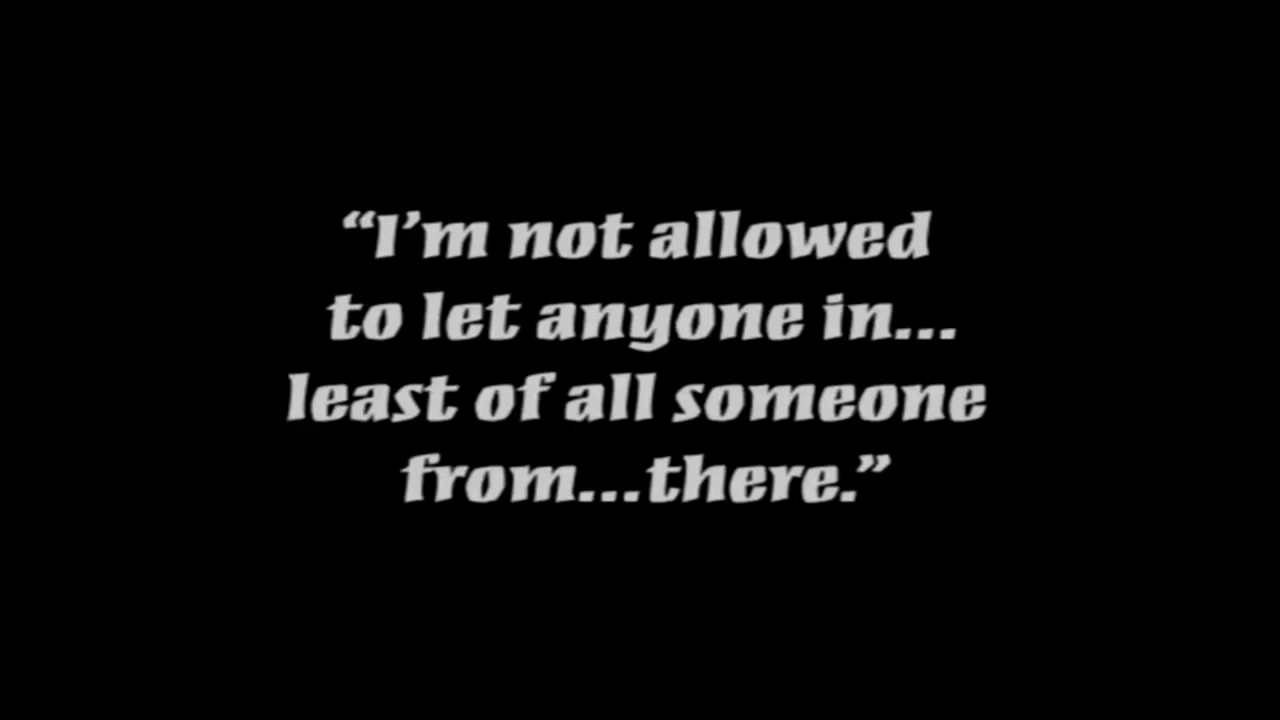 “I’m not allowed
to let anyone in...
least of all someone
from...there.”